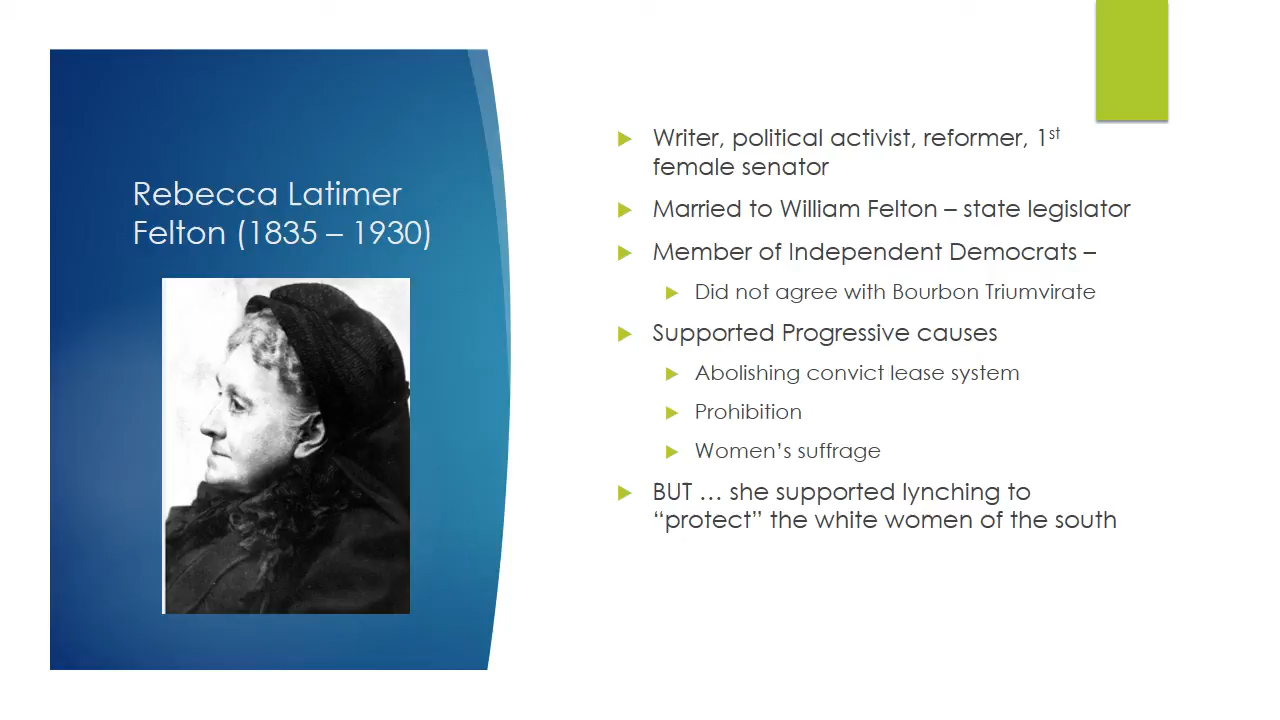 Rebecca Latimer
Felton (1835 – 1930)
Writer, political activist, reformer, 1st
female senator
Married to William Felton – state legislator
Member of Independent Democrats –
Did not agree with Bourbon Triumvirate
Supported Progressive causes
Abolishing convict lease system
Prohibition
Women’s suffrage
BUT … she supported lynching to
“protect” the white women of the south